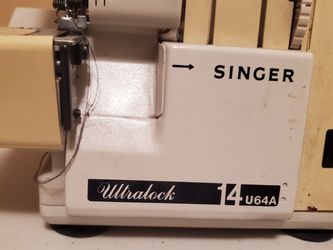 → SINGER
Ultralock 14 U64A